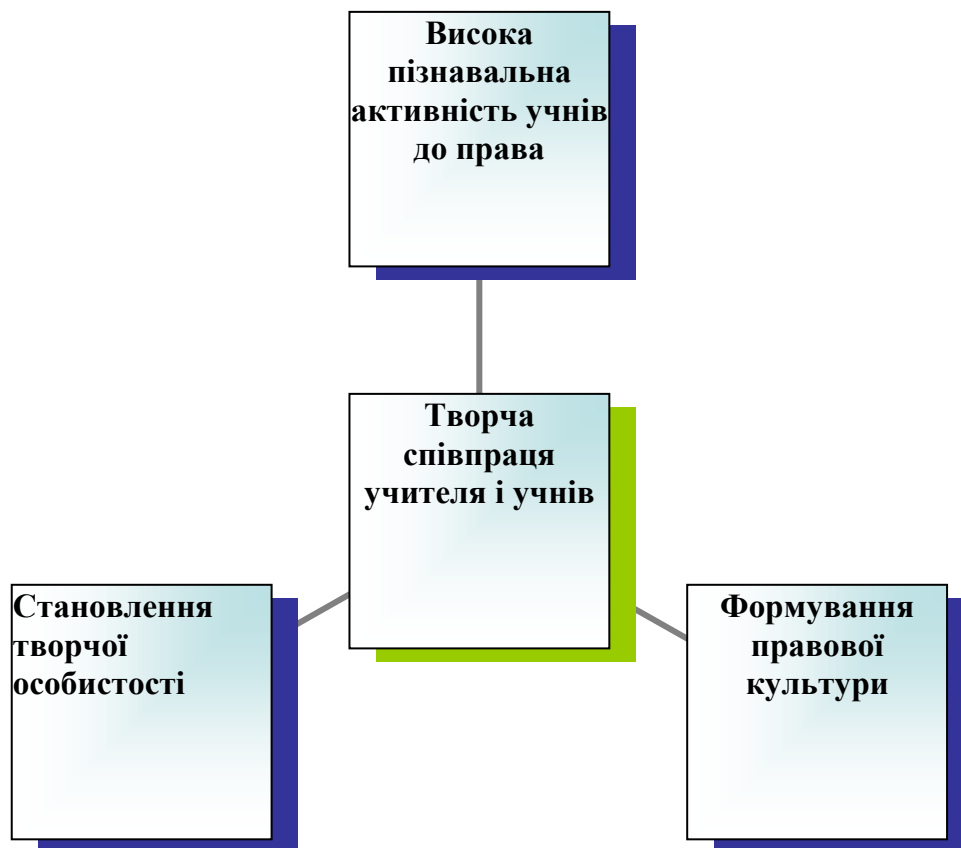 Висока
пізнавальна
активність учнів
до права
Творча
співпраця
учителя і учнів
Становлення
творчої
особистості
Формування
правової
культури